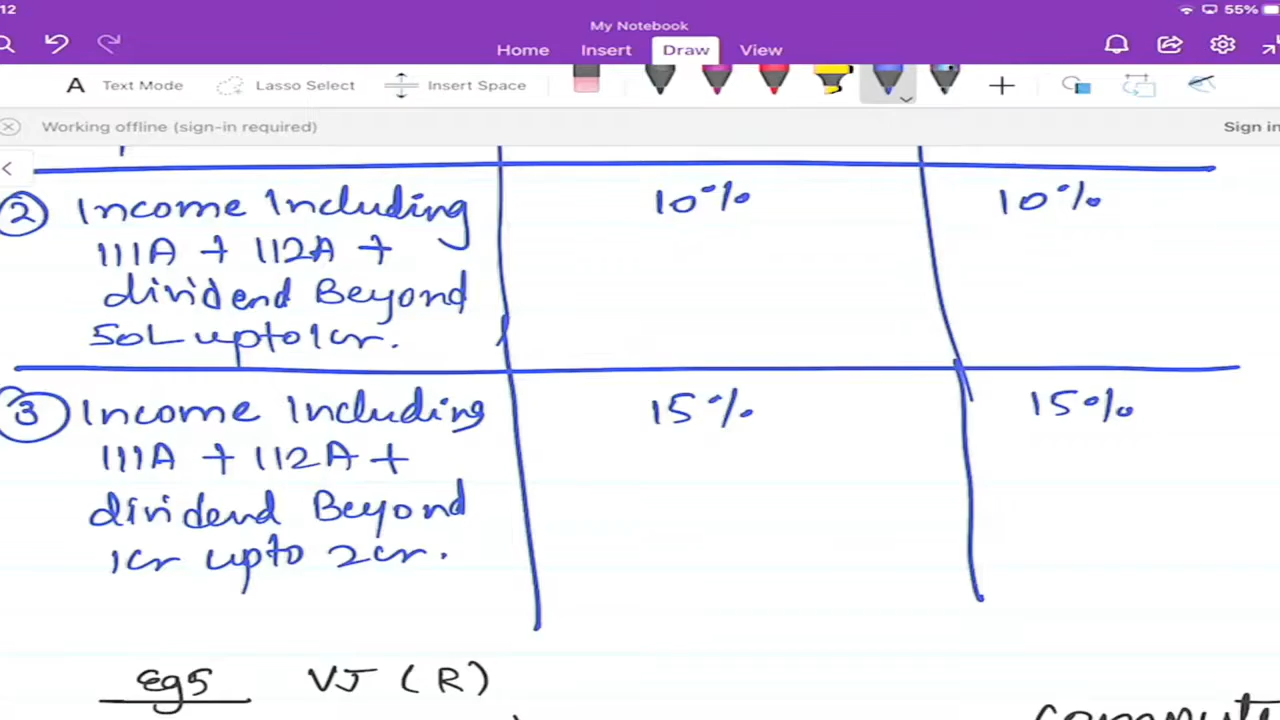 12
55%
My Notebook
Home Insert Draw View
Text Mode Lasso Select Insert Space
Working offline (sign-in required) Sign in
② Income Including 10% 10%
111A + 112A +
dividend Beyond
50L upto 1cr.
③ Income Including 15% 15%
111A + 112A +
dividend Beyond
1cr upto 2cr.
Eg5 VJ (R)